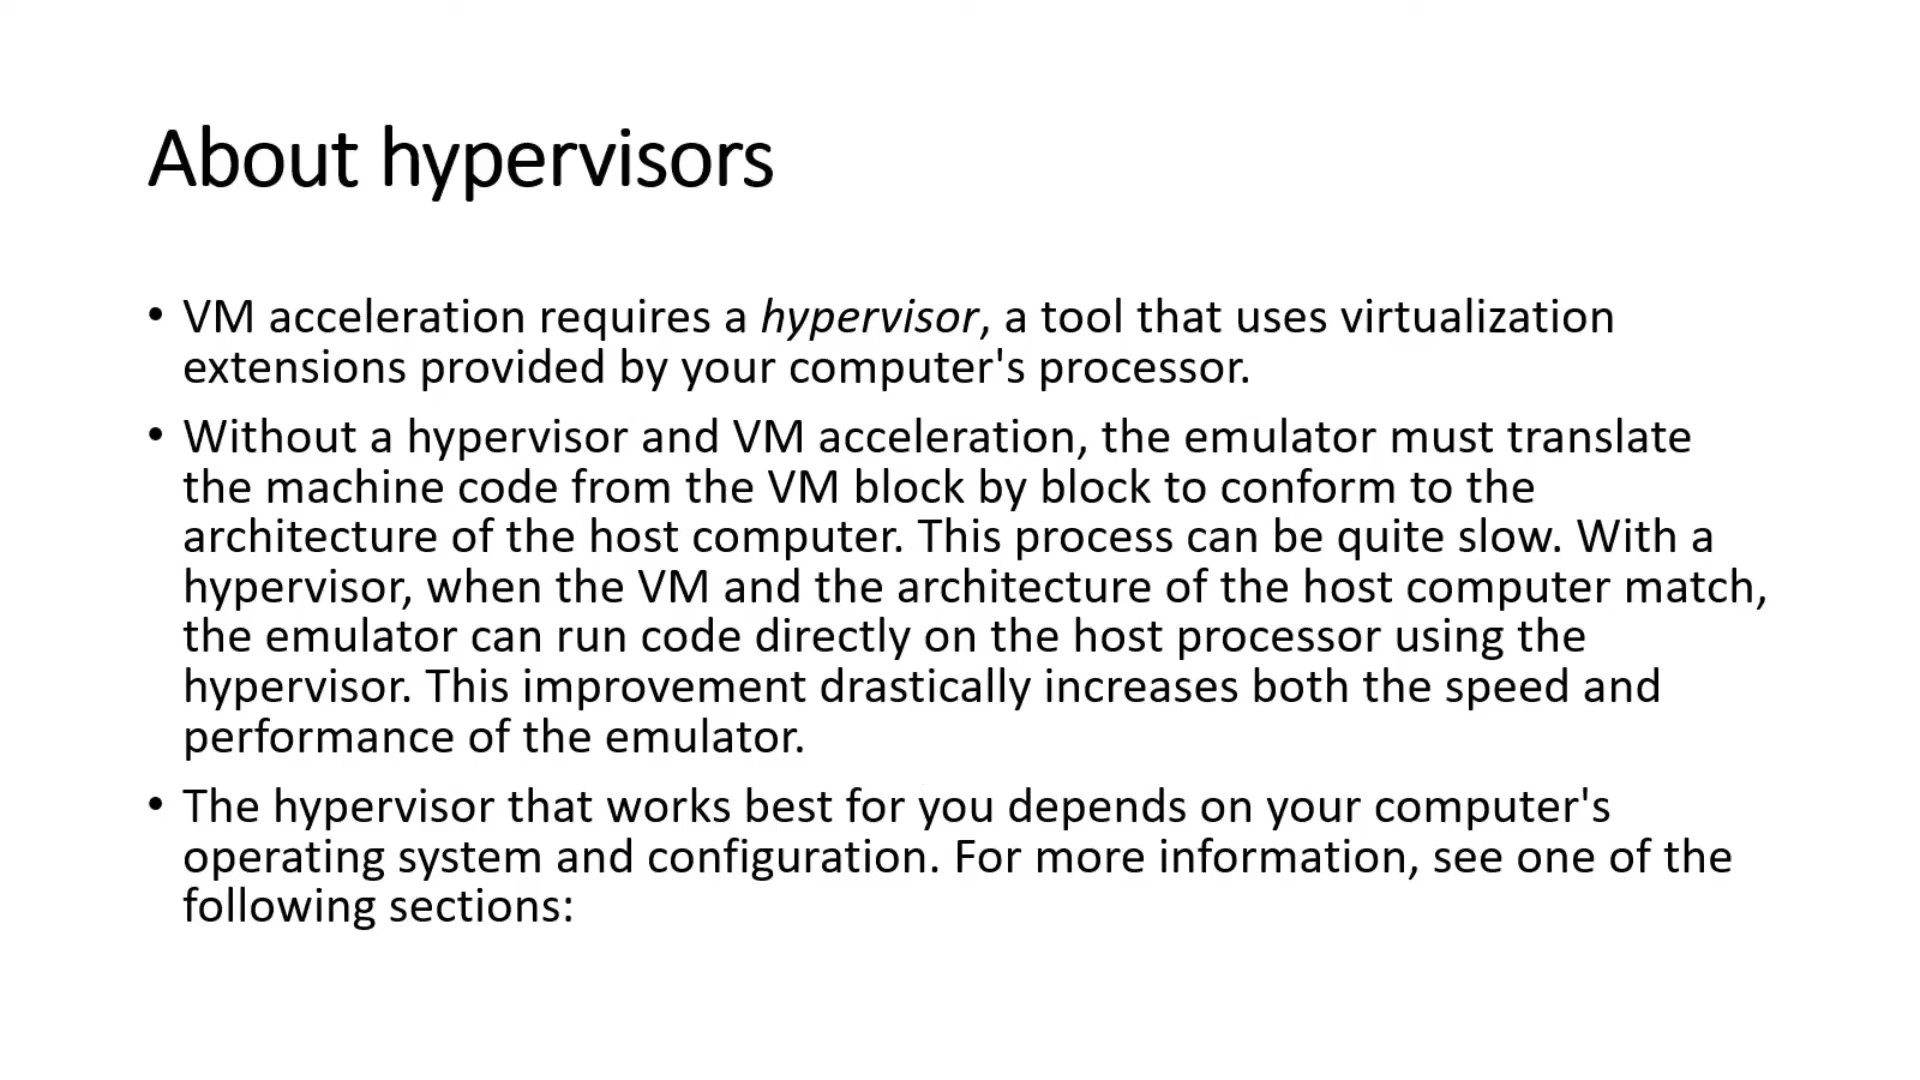 About hypervisors
• VM acceleration requires a hypervisor, a tool that uses virtualization
extensions provided by your computer's processor.
• Without a hypervisor and VM acceleration, the emulator must translate
the machine code from the VM block by block to conform to the
architecture of the host computer. This process can be quite slow. With a
hypervisor, when the VM and the architecture of the host computer match,
the emulator can run code directly on the host processor using the
hypervisor. This improvement drastically increases both the speed and
performance of the emulator.
• The hypervisor that works best for you depends on your computer's
operating system and configuration. For more information, see one of the
following sections: